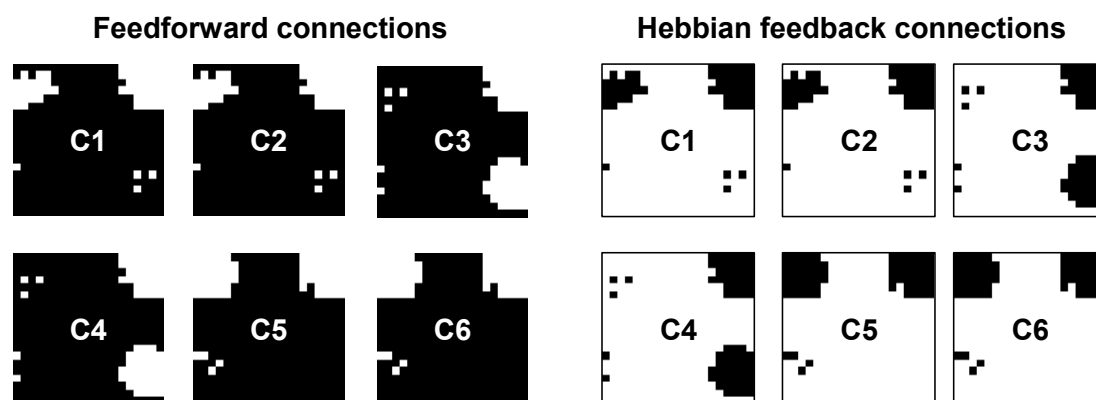 Feedforward connections
Hebbian feedback connections
C1 C2 C3 C1 C2 C3
C4 C5 C6 C4 C5 C6